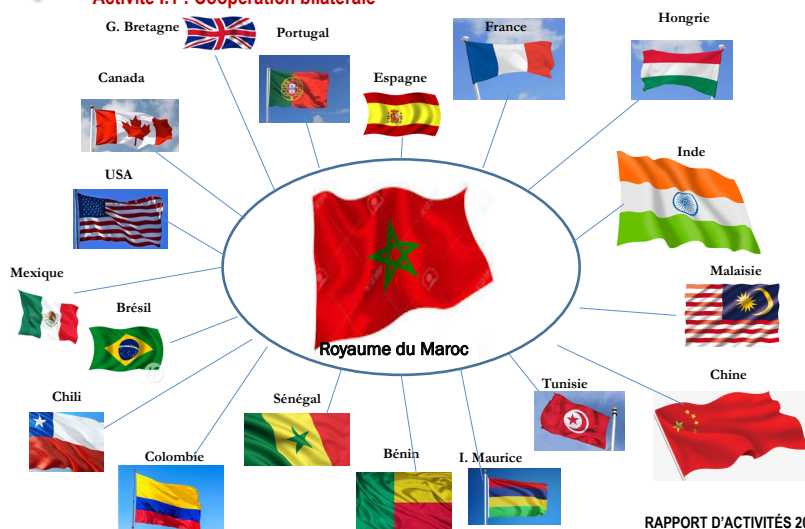 Activité I.1 : Coopération bilatérale
G. Bretagne
Portugal
France
Hongrie
Canada
Espagne
USA
Inde
Mexique
Malaisie
Brésil
Royaume du Maroc
Chili
Sénégal
Tunisie
Chine
Colombie
Bénin
I. Maurice
RAPPORT D'ACTIVITÉS 20